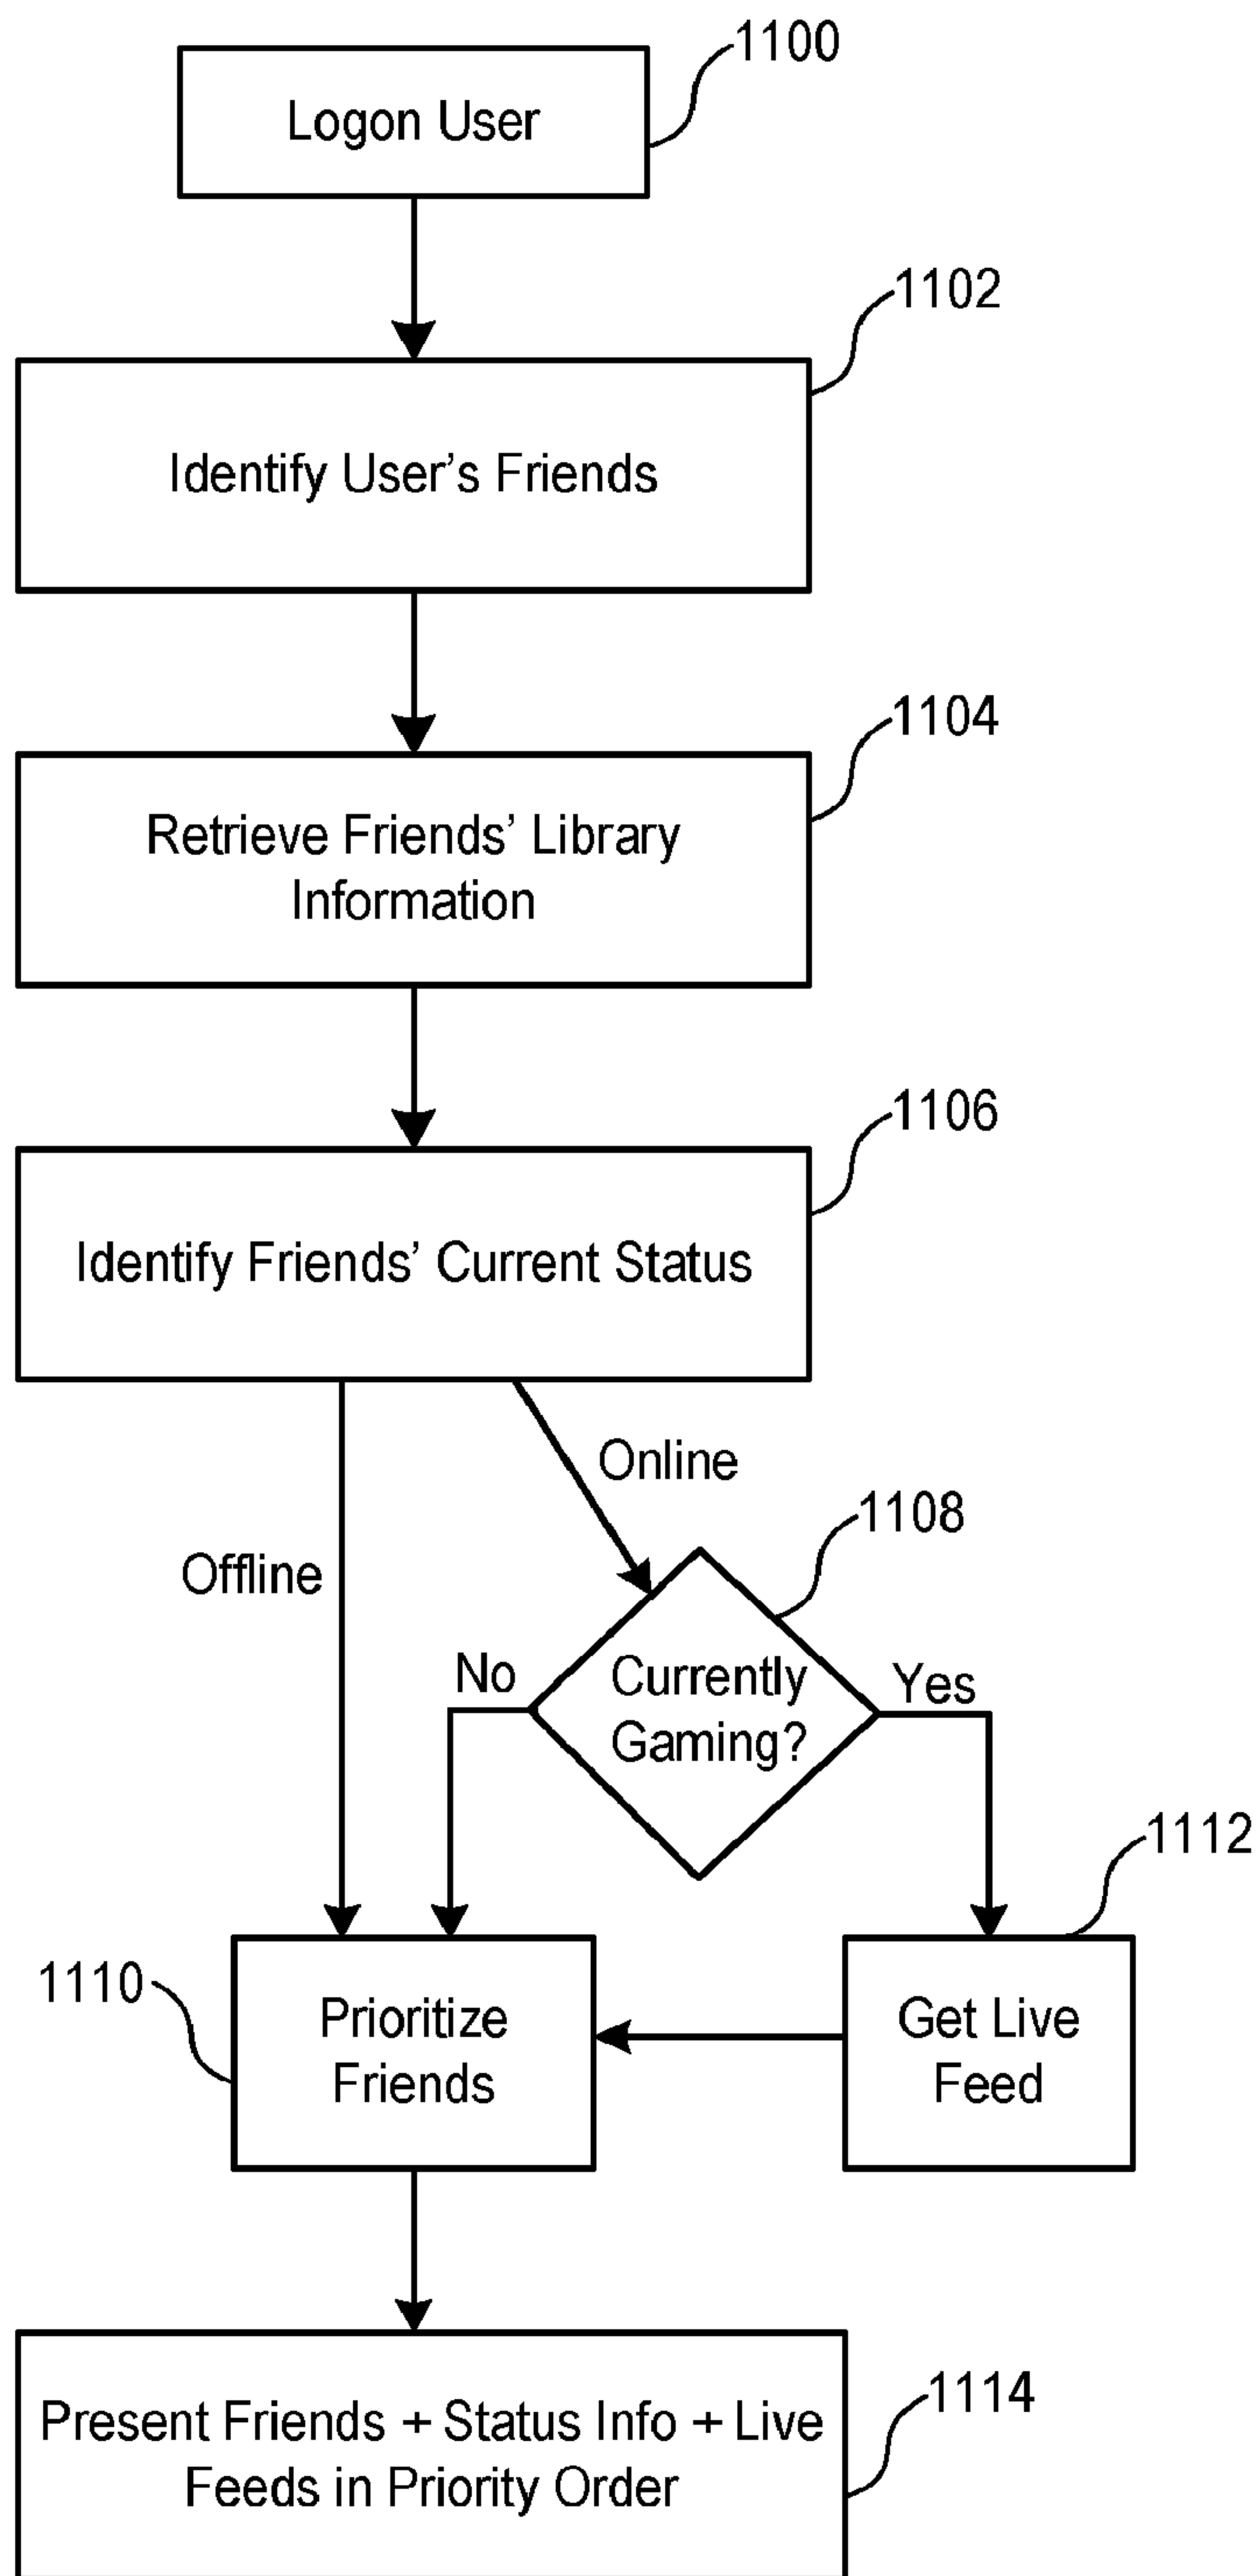 1100
Logon User
1102
Identify User’s Friends
1104
Retrieve Friends’ Library
Information
1106
Identify Friends’ Current Status
Online
1108
Offline
No
Currently
Gaming?
Yes
1112
1110
Prioritize
Friends
Get Live
Feed
1114
Present Friends + Status Info + Live
Feeds in Priority Order